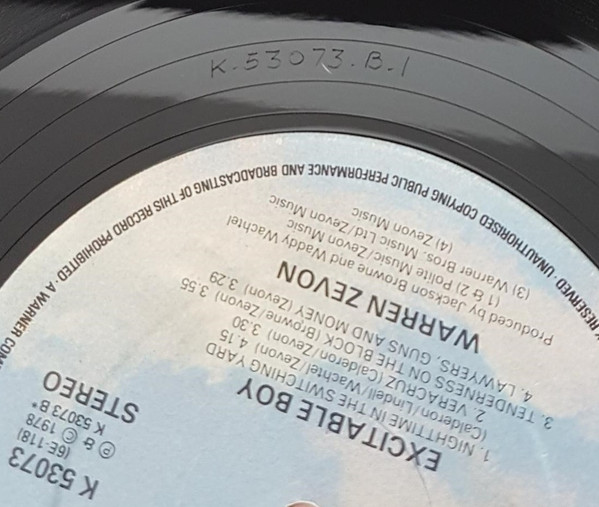 K.53073.B.1
RESERVED · UNAUTHORISED COPYING PUBLIC PERFORMANCE AND BROADCASTING OF THIS RECORD PROHIBITED · A WARNER
K 53073
(6E-118)
℗ & © 1978
K 53073 B*
STEREO
EXCITABLE BOY
1. NIGHTTIME IN THE SWITCHING YARD
(Calderon/Lindell/Wachtel/Zevon) 4.15
2. VERACRUZ (Calderon/Zevon) 3.30
3. TENDERNESS ON THE BLOCK (Browne/Zevon) 3.55
4. LAWYERS, GUNS AND MONEY (Zevon) 3.29
WARREN ZEVON
Produced by Jackson Browne and Waddy Wachtel
(1 & 2) Polite Music/Zevon Music
(3) Warner Bros. Music Ltd/Zevon Music
(4) Zevon Music